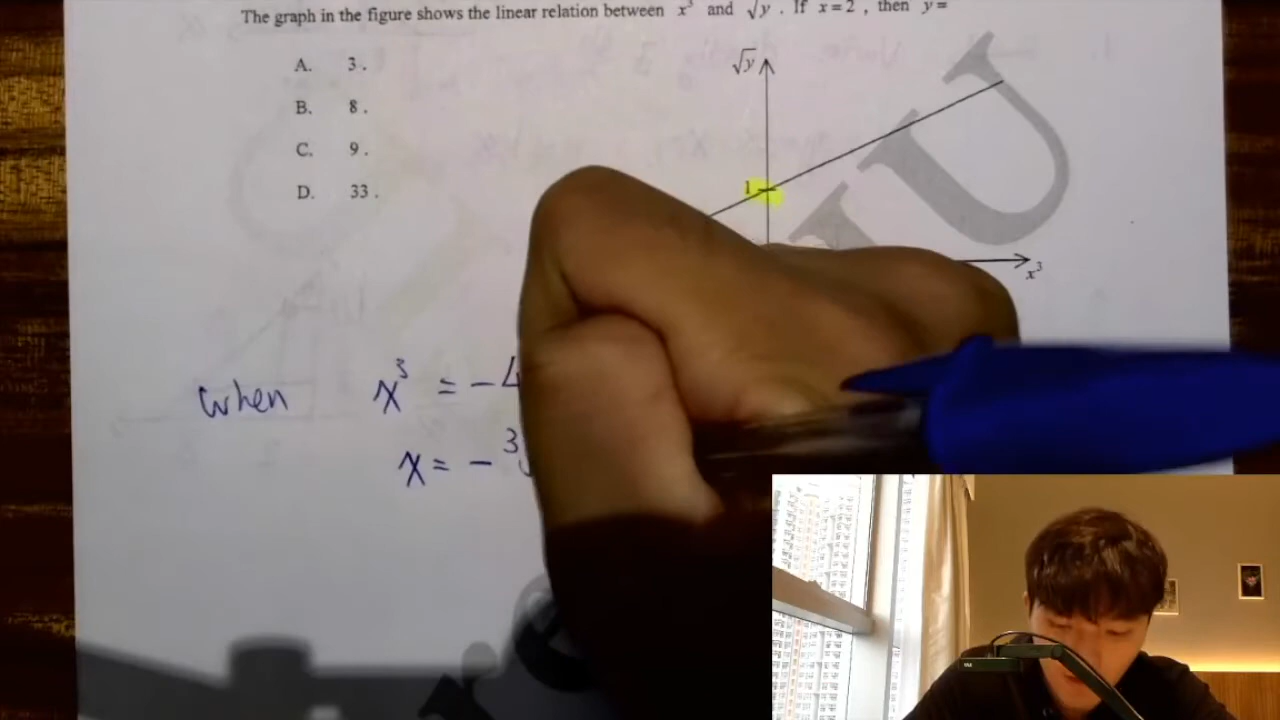 The graph in the figure shows the linear relation between x³ and √y . If x = 2 , then y =
A. 3 .
B. 8 .
C. 9 .
D. 33 .
√y
1
x³
when x³ = -4
x = - ³